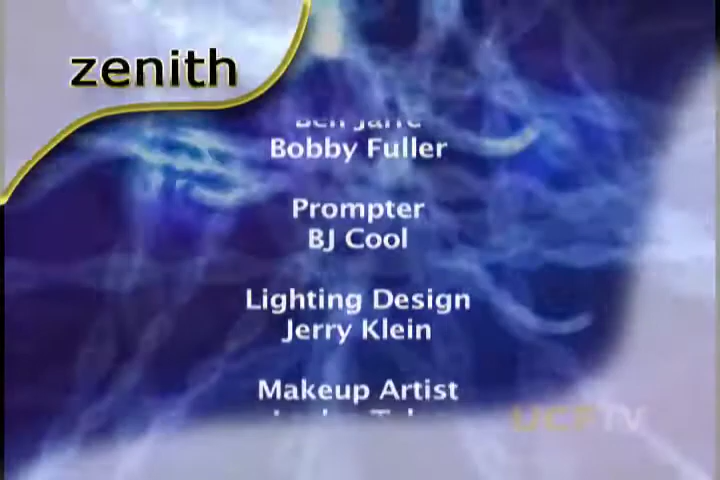 zenith
Bobby Fuller
Prompter
BJ Cool
Lighting Design
Jerry Klein
Makeup Artist
UCFTV